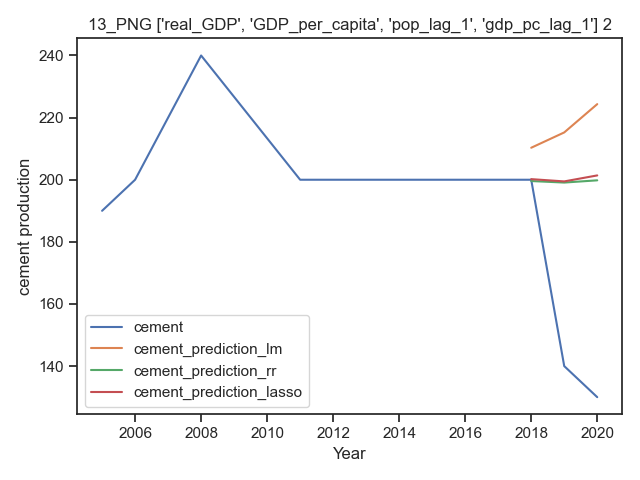 13_PNG ['real_GDP', 'GDP_per_capita', 'pop_lag_1', 'gdp_pc_lag_1'] 2
240
220
200
180
160
140
cement production
cement
cement_prediction_lm
cement_prediction_rr
cement_prediction_lasso
2006 2008 2010 2012 2014 2016 2018 2020
Year